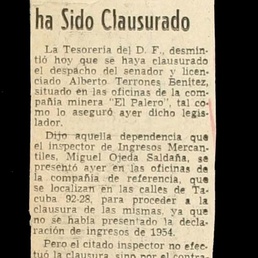 ha Sido Clausurado
La Tesorería del D. F., desmin-
tió hoy que se haya clausurado
el despacho del senador y licen-
ciado Alberto Terrones Benítez,
situado en las oficinas de la com-
pañía minera "El Palero", tal co-
mo lo aseguró ayer dicho legis-
lador.
Dijo aquella dependencia que
el inspector de Ingresos Mercan-
tiles, Miguel Ojeda Saldaña, se
presentó ayer en las oficinas de
la compañía de referencia, que
se localizan en las calles de Ta-
cuba 92-28, para proceder a la
clausura de las mismas, ya que
no se había presentado la decla-
ración de ingresos de 1954.
Pero el citado inspector no efec-
tuó la clausura, sino por el contra-